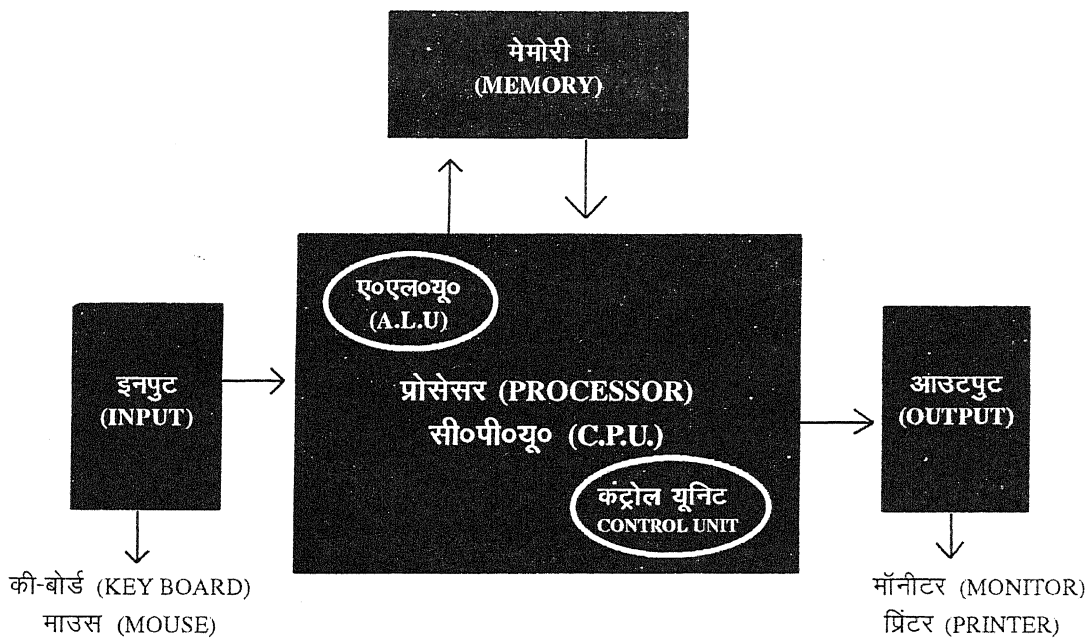 मेमोरी
(MEMORY)
ए०एल०यू०
(A.L.U)
इनपुट
(INPUT)
प्रोसेसर (PROCESSOR)
सी०पी०यू० (C.P.U.)
आउटपुट
(OUTPUT)
कंट्रोल यूनिट
CONTROL UNIT
की-बोर्ड (KEY BOARD)
माउस (MOUSE)
मॉनीटर (MONITOR)
प्रिंटर (PRINTER)